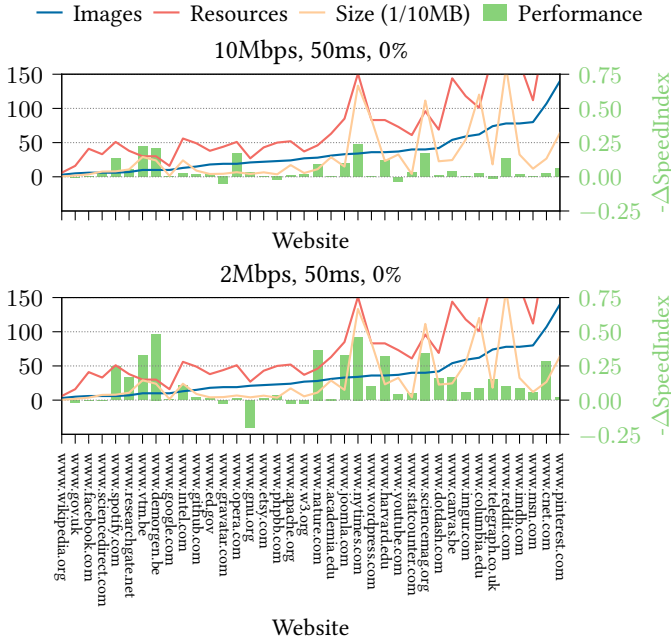 Images Resources Size (1/10MB) Performance
10Mbps, 50ms, 0%
150
100
50
0
0.75
0.50
0.25
0.00
−0.25
-ΔSpeedIndex
Website
2Mbps, 50ms, 0%
150
100
50
0
0.75
0.50
0.25
0.00
−0.25
-ΔSpeedIndex
www.wikipedia.org
www.gov.uk
www.facebook.com
www.sciencedirect.com
www.spotify.com
www.researchgate.net
www.vtm.be
www.demorgen.be
www.google.com
www.intel.com
www.github.com
www.ed.gov
www.gravatar.com
www.opera.com
www.gnu.org
www.etsy.com
www.phpbb.com
www.apache.org
www.w3.org
www.nature.com
www.academia.edu
www.joomla.com
www.nytimes.com
www.wordpress.com
www.harvard.edu
www.youtube.com
www.statcounter.com
www.sciencemag.org
www.dotdash.com
www.canvas.be
www.imgur.com
www.columbia.edu
www.telegraph.co.uk
www.reddit.com
www.imdb.com
www.msn.com
www.cnet.com
www.pinterest.com
Website